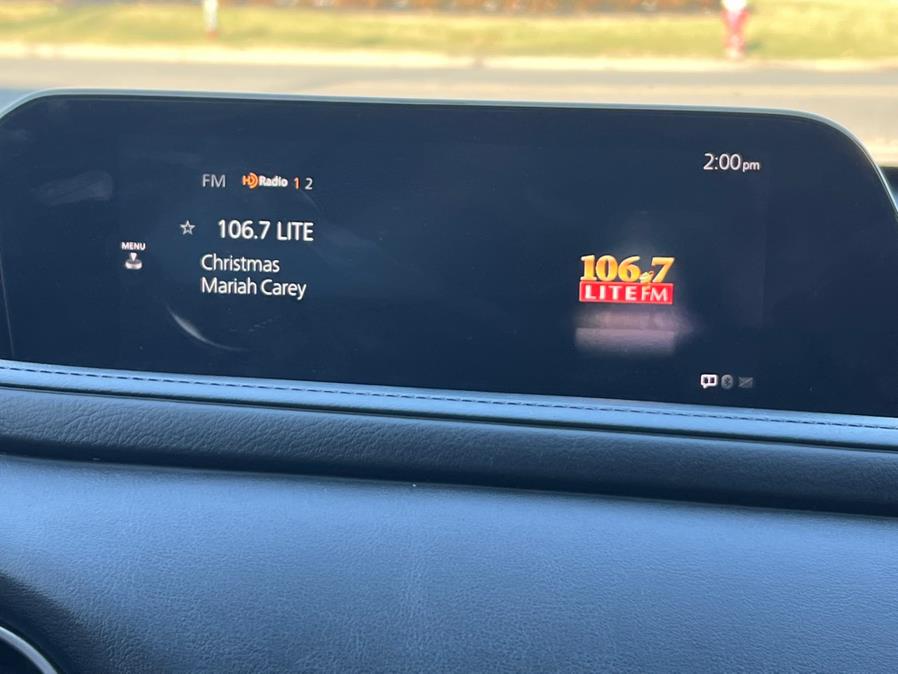 2:00pm
FM HD Radio 1 2
☆ 106.7 LITE
MENU
Christmas
Mariah Carey
106.7
LITE FM